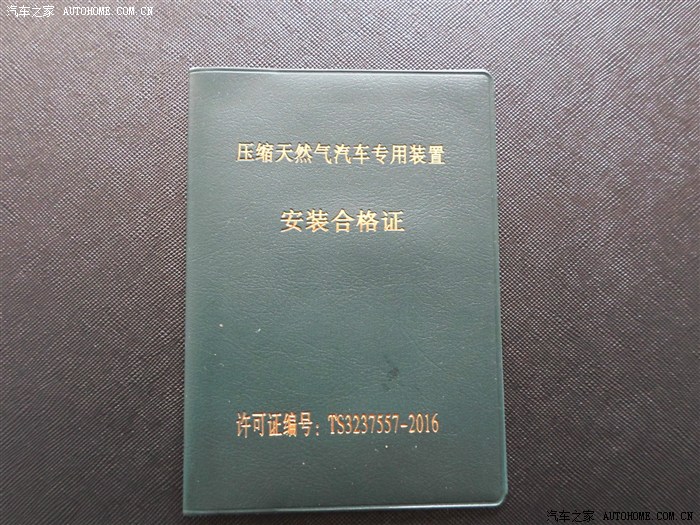 汽车之家 AUTOHOME.COM.CN
压缩天然气汽车专用装置
安装合格证
许可证编号：TS3237557-2016
汽车之家 AUTOHOME.COM.CN